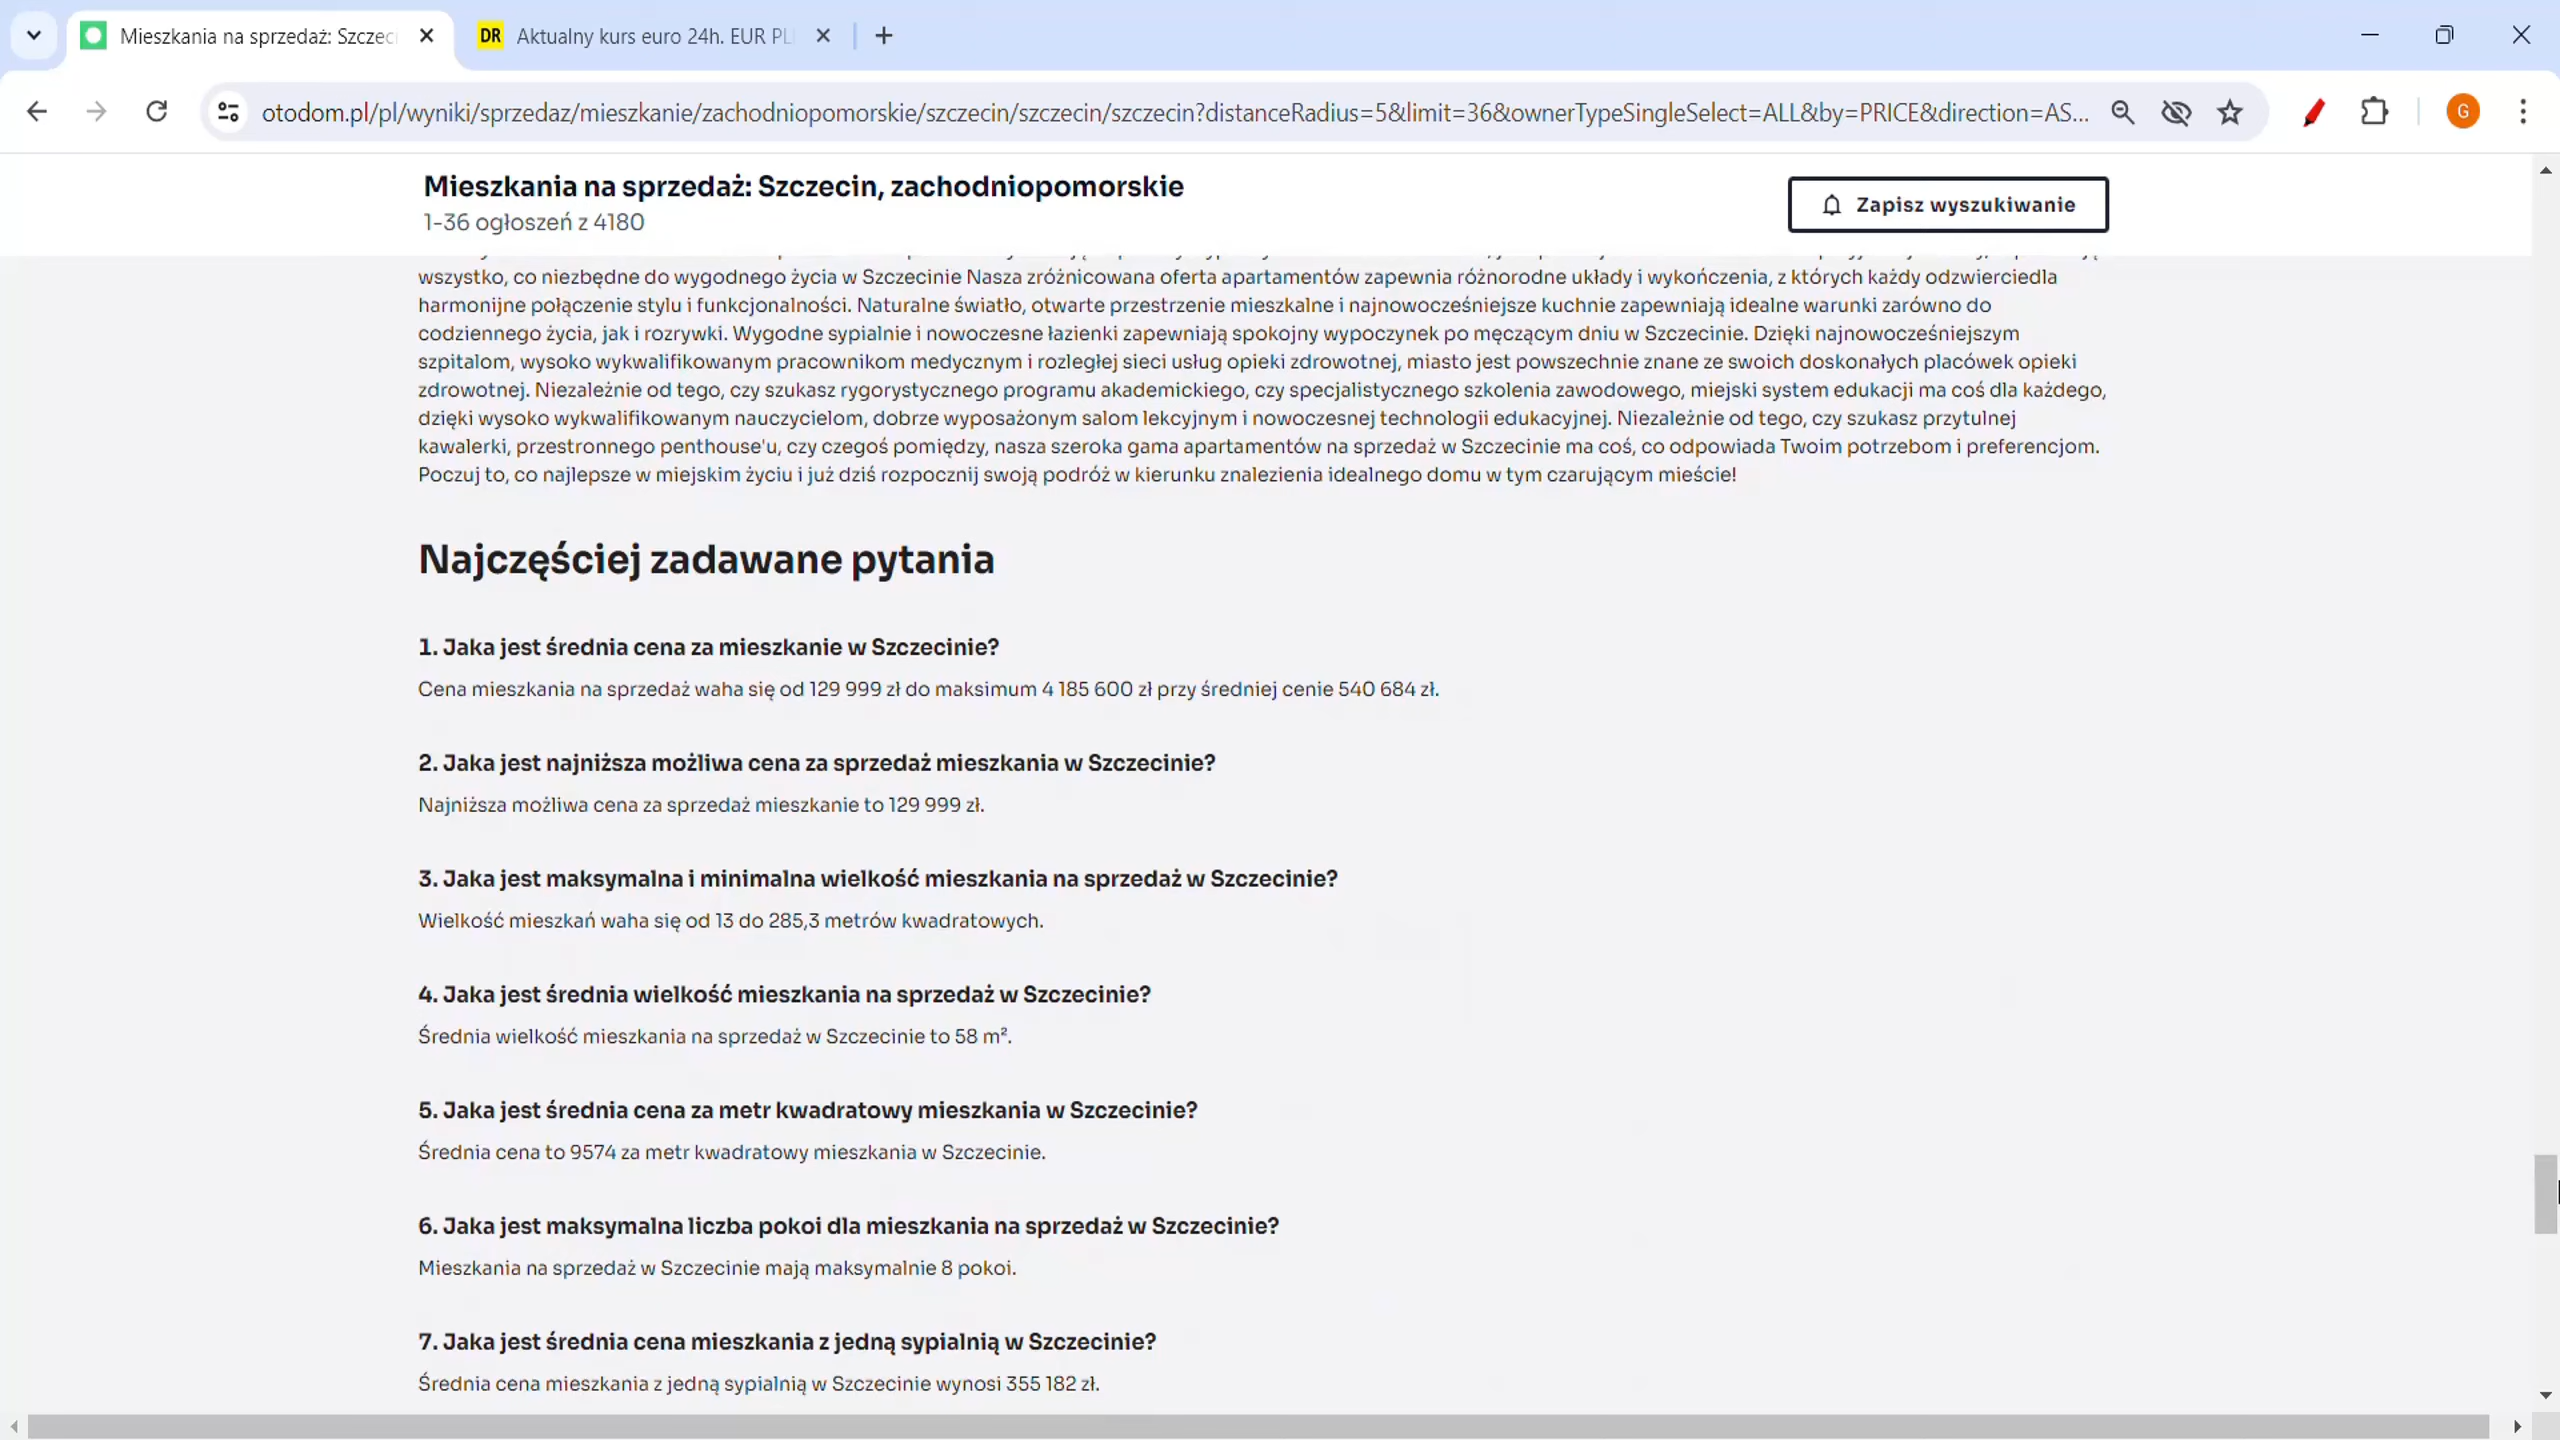 Mieszkania na sprzedaż: Szczec
DR Aktualny kurs euro 24h. EUR PL
otodom.pl/pl/wyniki/sprzedaz/mieszkanie/zachodniopomorskie/szczecin/szczecin/szczecin?distanceRadius=5&limit=36&ownerTypeSingleSelect=ALL&by=PRICE&direction=AS...
G
Mieszkania na sprzedaż: Szczecin, zachodniopomorskie
1-36 ogłoszeń z 4180
Zapisz wyszukiwanie
wszystko, co niezbędne do wygodnego życia w Szczecinie Nasza zróżnicowana oferta apartamentów zapewnia różnorodne układy i wykończenia, z których każdy odzwierciedla
harmonijne połączenie stylu i funkcjonalności. Naturalne światło, otwarte przestrzenie mieszkalne i najnowocześniejsze kuchnie zapewniają idealne warunki zarówno do
codziennego życia, jak i rozrywki. Wygodne sypialnie i nowoczesne łazienki zapewniają spokojny wypoczynek po męczącym dniu w Szczecinie. Dzięki najnowocześniejszym
szpitalom, wysoko wykwalifikowanym pracownikom medycznym i rozległej sieci usług opieki zdrowotnej, miasto jest powszechnie znane ze swoich doskonałych placówek opieki
zdrowotnej. Niezależnie od tego, czy szukasz rygorystycznego programu akademickiego, czy specjalistycznego szkolenia zawodowego, miejski system edukacji ma coś dla każdego,
dzięki wysoko wykwalifikowanym nauczycielom, dobrze wyposażonym salom lekcyjnym i nowoczesnej technologii edukacyjnej. Niezależnie od tego, czy szukasz przytulnej
kawalerki, przestronnego penthouse'u, czy czegoś pomiędzy, nasza szeroka gama apartamentów na sprzedaż w Szczecinie ma coś, co odpowiada Twoim potrzebom i preferencjom.
Poczuj to, co najlepsze w miejskim życiu i już dziś rozpocznij swoją podróż w kierunku znalezienia idealnego domu w tym czarującym mieście!
Najczęściej zadawane pytania
1. Jaka jest średnia cena za mieszkanie w Szczecinie?
Cena mieszkania na sprzedaż waha się od 129 999 zł do maksimum 4 185 600 zł przy średniej cenie 540 684 zł.
2. Jaka jest najniższa możliwa cena za sprzedaż mieszkania w Szczecinie?
Najniższa możliwa cena za sprzedaż mieszkanie to 129 999 zł.
3. Jaka jest maksymalna i minimalna wielkość mieszkania na sprzedaż w Szczecinie?
Wielkość mieszkań waha się od 13 do 285,3 metrów kwadratowych.
4. Jaka jest średnia wielkość mieszkania na sprzedaż w Szczecinie?
Średnia wielkość mieszkania na sprzedaż w Szczecinie to 58 m².
5. Jaka jest średnia cena za metr kwadratowy mieszkania w Szczecinie?
Średnia cena to 9574 za metr kwadratowy mieszkania w Szczecinie.
6. Jaka jest maksymalna liczba pokoi dla mieszkania na sprzedaż w Szczecinie?
Mieszkania na sprzedaż w Szczecinie mają maksymalnie 8 pokoi.
7. Jaka jest średnia cena mieszkania z jedną sypialnią w Szczecinie?
Średnia cena mieszkania z jedną sypialnią w Szczecinie wynosi 355 182 zł.